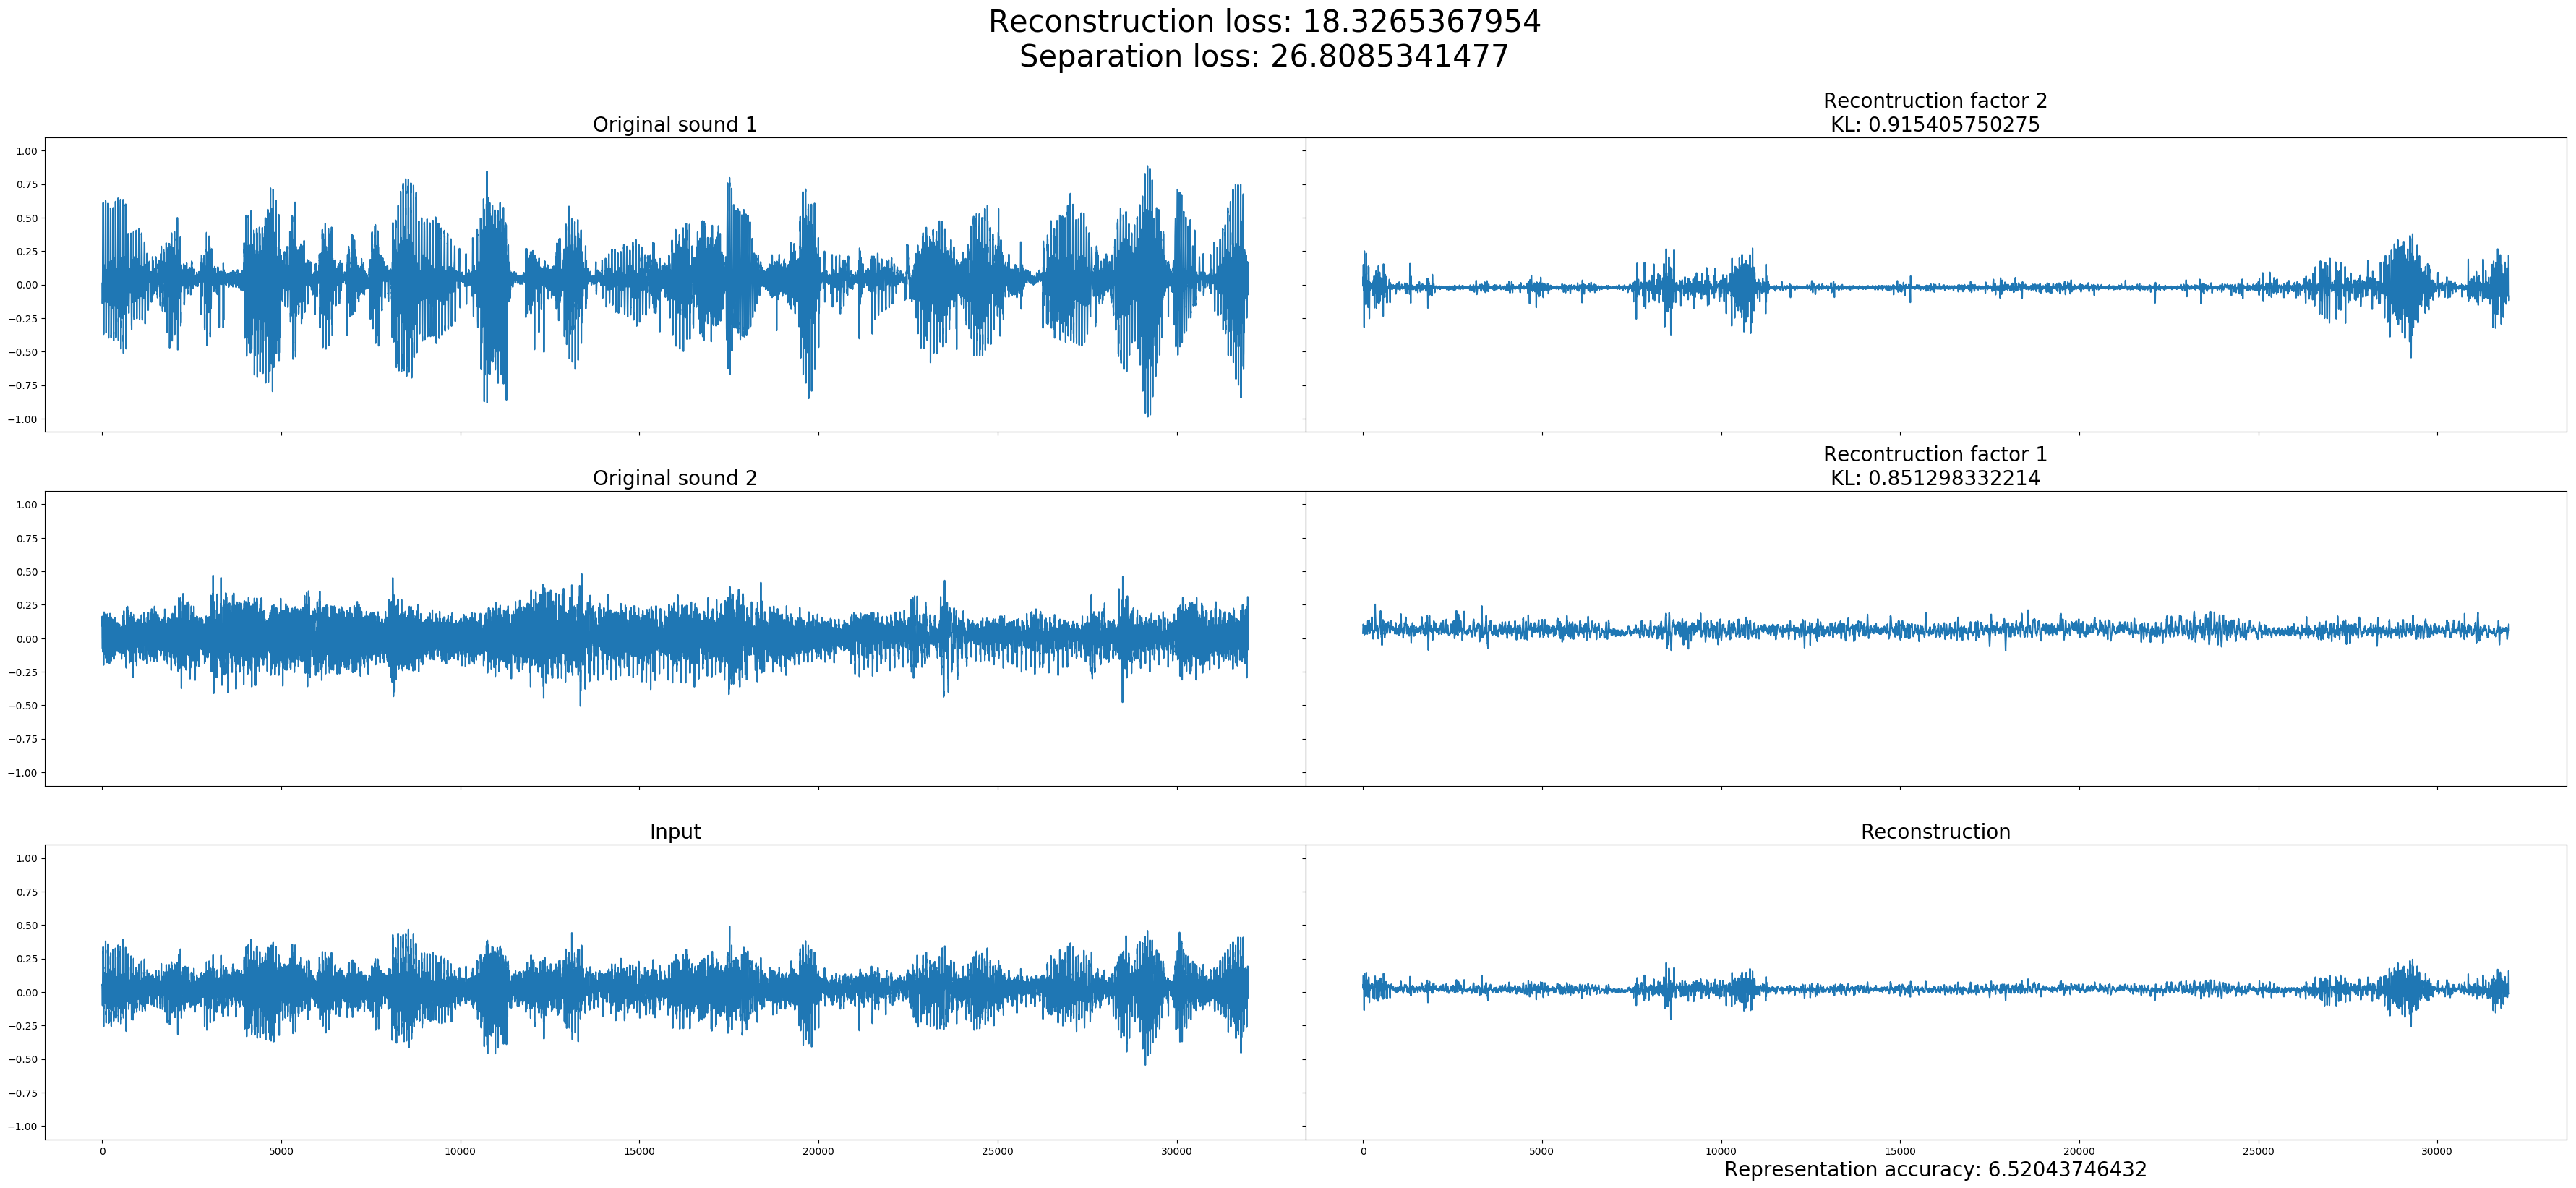 Reconstruction loss: 18.3265367954
Separation loss: 26.8085341477
Original sound 1
Recontruction factor 2
KL: 0.915405750275
1.00
0.75
0.50
0.25
0.00
−0.25
−0.50
−0.75
−1.00
Original sound 2
Recontruction factor 1
KL: 0.851298332214
1.00
0.75
0.50
0.25
0.00
−0.25
−0.50
−0.75
−1.00
Input
Reconstruction
1.00
0.75
0.50
0.25
0.00
−0.25
−0.50
−0.75
−1.00
0 5000 10000 15000 20000 25000 30000
0 5000 10000 15000 20000 25000 30000
Representation accuracy: 6.52043746432